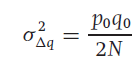 σ²_Δq = p₀q₀ / 2N